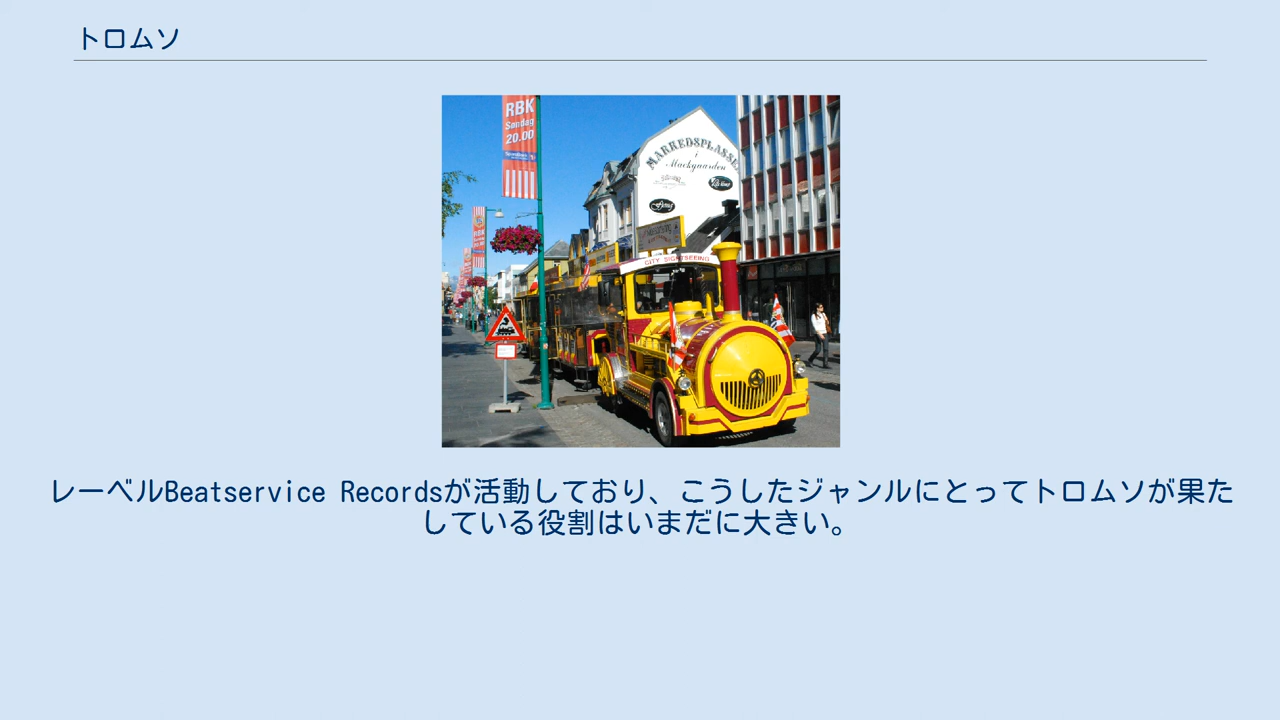 トロムソ
RBK
Søndag
20.00
Mackgaarden
CITY SIGHTSEEING
レーベルBeatservice Recordsが活動しており、こうしたジャンルにとってトロムソが果た
している役割はいまだに大きい。